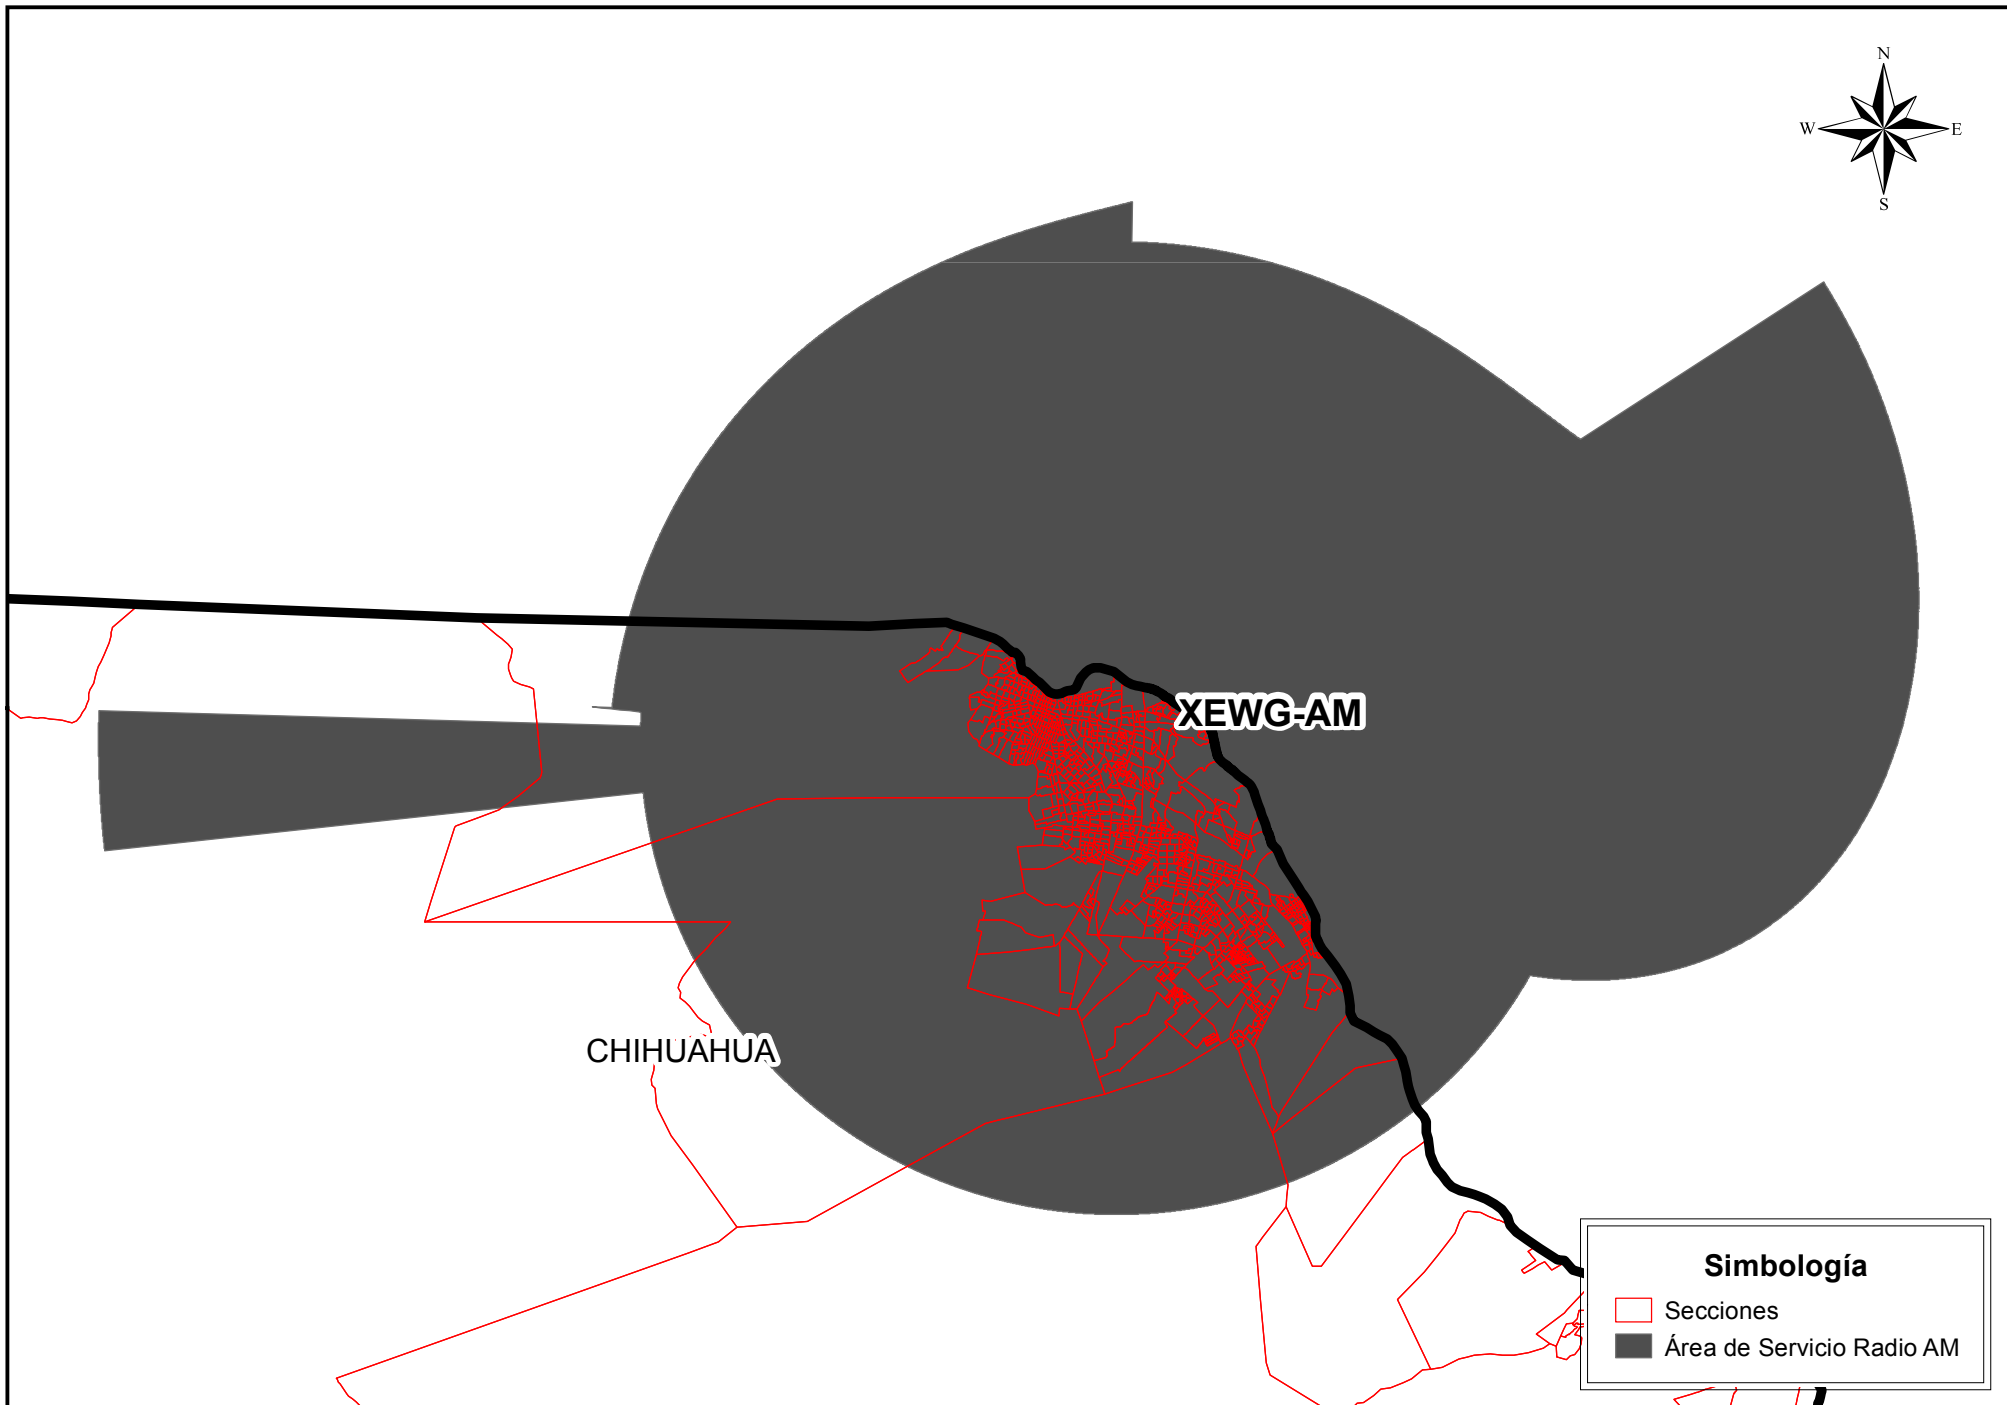 N
W E
S
XEWG-AM
CHIHUAHUA
Simbología
Secciones
Área de Servicio Radio AM